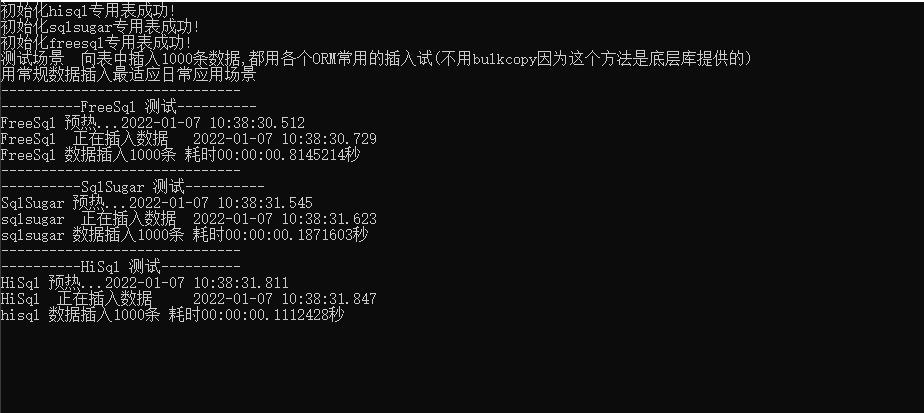 初始化hisql专用表成功!
初始化sqlsugar专用表成功!
初始化freesql专用表成功!
测试场景  向表中插入1000条数据,都用各个ORM常用的插入试(不用bulkcopy因为这个方法是底层库提供的)
用常规数据插入最适应日常应用场景
------------------------------
----------FreeSql 测试----------
FreeSql 预热...2022-01-07 10:38:30.512
FreeSql  正在插入数据  2022-01-07 10:38:30.729
FreeSql 数据插入1000条 耗时00:00:00.8145214秒
------------------------------
----------SqlSugar 测试----------
SqlSugar 预热...2022-01-07 10:38:31.545
sqlsugar  正在插入数据  2022-01-07 10:38:31.623
sqlsugar 数据插入1000条 耗时00:00:00.1871603秒
------------------------------
----------HiSql 测试----------
HiSql 预热...2022-01-07 10:38:31.811
HiSql  正在插入数据     2022-01-07 10:38:31.847
hisql 数据插入1000条 耗时00:00:00.1112428秒